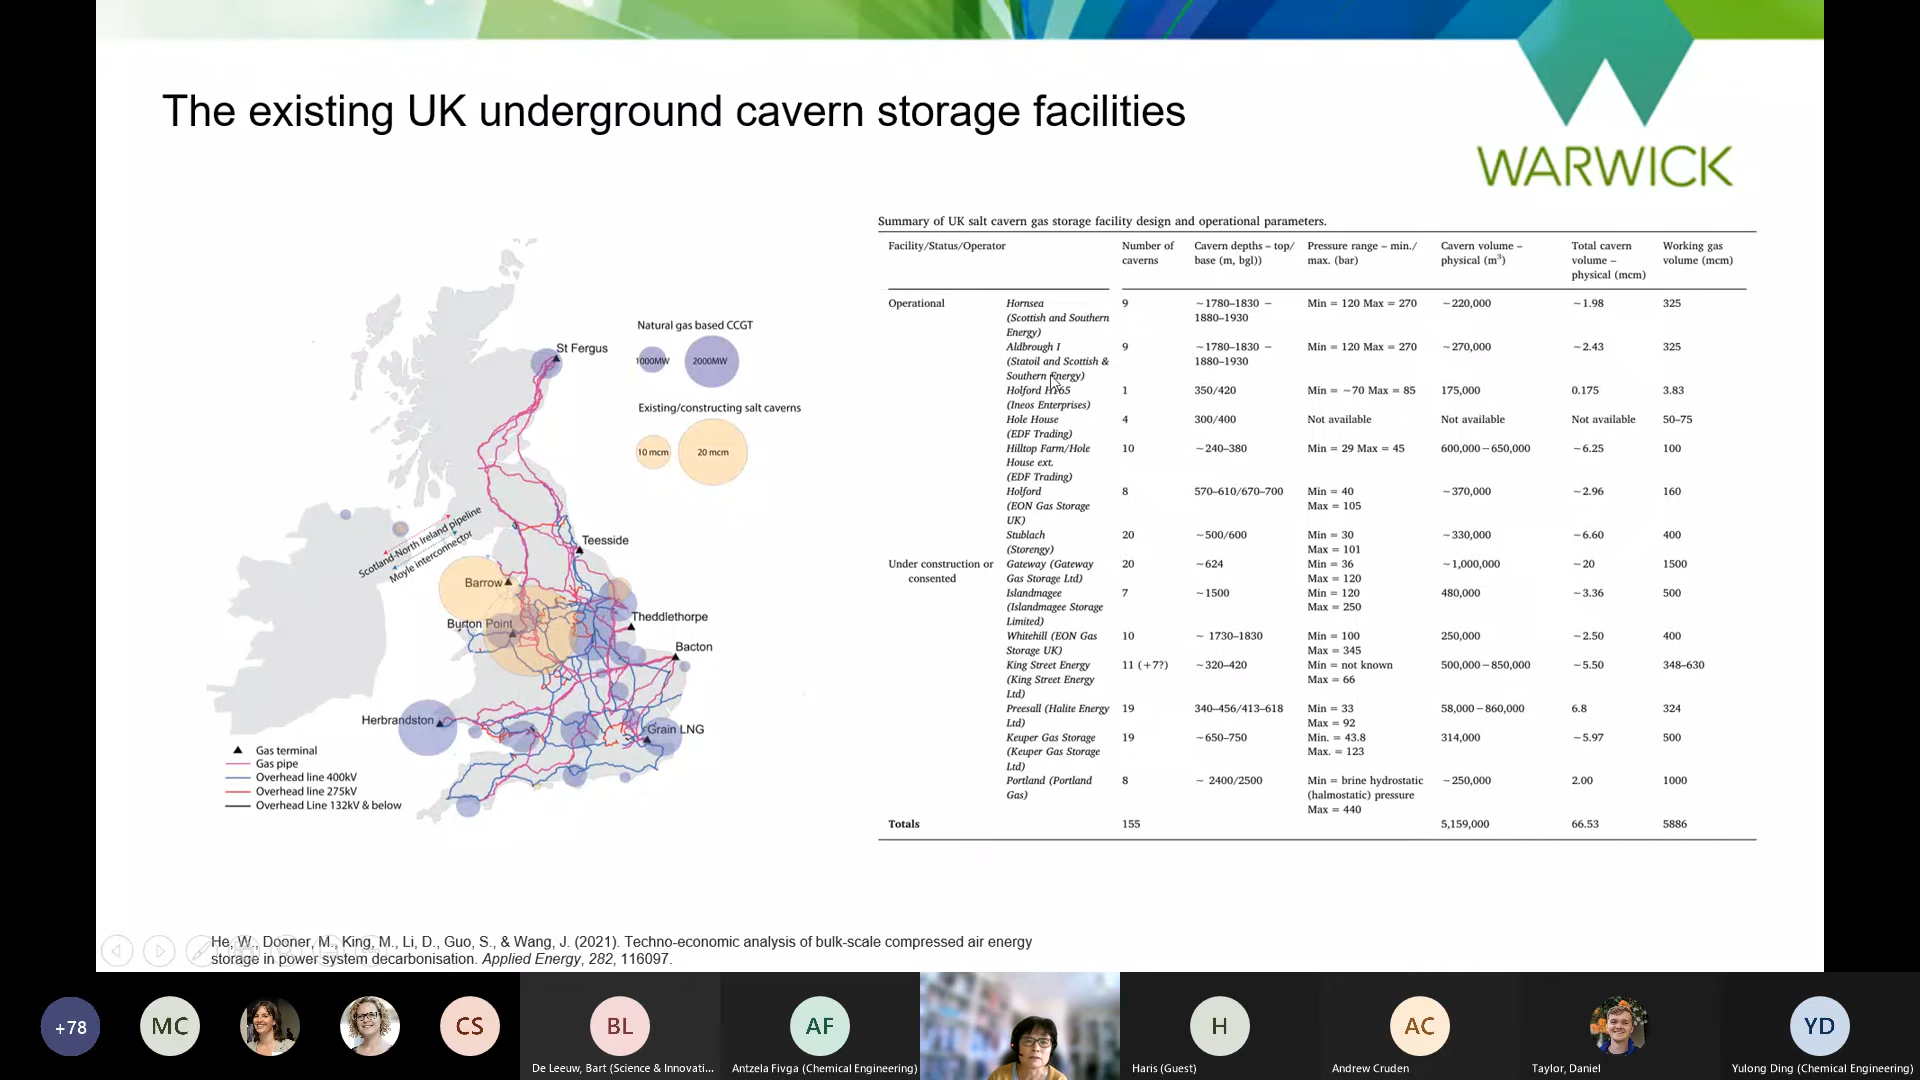 The existing UK underground cavern storage facilities
WARWICK
St Fergus
Natural gas based CCGT
1000MW
2000MW
Existing/constructing salt caverns
10 mcm
20 mcm
Scotland-North Ireland pipeline
Moyle interconnector
Teesside
Barrow
Burton Point
Theddlethorpe
Bacton
Herbrandston
Grain LNG
Gas terminal
Gas pipe
Overhead line 400kV
Overhead line 275kV
Overhead Line 132kV & below
Summary of UK salt cavern gas storage facility design and operational parameters.
Facility/Status/Operator Number of Cavern depths – top/ Pressure range – min./ Cavern volume – Total cavern Working gas
caverns base (m, bgl)) max. (bar) physical (m³) volume – volume (mcm)
physical (mcm)
Operational Hornsea 9 ~1780–1830 − Min = 120 Max = 270 ~220,000 ~1.98 325
(Scottish and Southern 1880–1930
Energy)
Aldbrough I 9 ~1780–1830 − Min = 120 Max = 270 ~270,000 ~2.43 325
(Statoil and Scottish & 1880–1930
Southern Energy)
Holford H165 1 350/420 Min = ~70 Max = 85 175,000 0.175 3.83
(Ineos Enterprises)
Hole House 4 300/400 Not available Not available Not available 50–75
(EDF Trading)
Hilltop Farm/Hole 10 ~240–380 Min = 29 Max = 45 600,000−650,000 ~6.25 100
House ext.
(EDF Trading)
Holford 8 570–610/670–700 Min = 40 ~370,000 ~2.96 160
(EON Gas Storage Max = 105
UK)
Stublach 20 ~500/600 Min = 30 ~330,000 ~6.60 400
(Storengy) Max = 101
Under construction or Gateway (Gateway 20 ~624 Min = 36 ~1,000,000 ~20 1500
consented Gas Storage Ltd) Max = 120
Islandmagee 7 ~1500 Min = 120 480,000 ~3.36 500
(Islandmagee Storage Max = 250
Limited)
Whitehill (EON Gas 10 ~ 1730–1830 Min = 100 250,000 ~2.50 400
Storage UK) Max = 345
King Street Energy 11 (+7?) ~320–420 Min = not known 500,000−850,000 ~5.50 348–630
(King Street Energy Max = 66
Ltd)
Preesall (Halite Energy 19 340–456/413–618 Min = 33 58,000−860,000 6.8 324
Ltd) Max = 92
Keuper Gas Storage 19 ~650–750 Min. = 43.8 314,000 ~5.97 500
(Keuper Gas Storage Max. = 123
Ltd)
Portland (Portland 8 ~ 2400/2500 Min = brine hydrostatic ~250,000 2.00 1000
Gas) (halmostatic) pressure
Max = 440
Totals 155 5,159,000 66.53 5886
He, W., Dooner, M., King, M., Li, D., Guo, S., & Wang, J. (2021). Techno-economic analysis of bulk-scale compressed air energy
storage in power system decarbonisation. Applied Energy, 282, 116097.
+78
MC
CS
BL
AF
H
AC
YD
De Leeuw, Bart (Science & Innovati...
Antzela Fivga (Chemical Engineering)
Haris (Guest)
Andrew Cruden
Taylor, Daniel
Yulong Ding (Chemical Engineering)